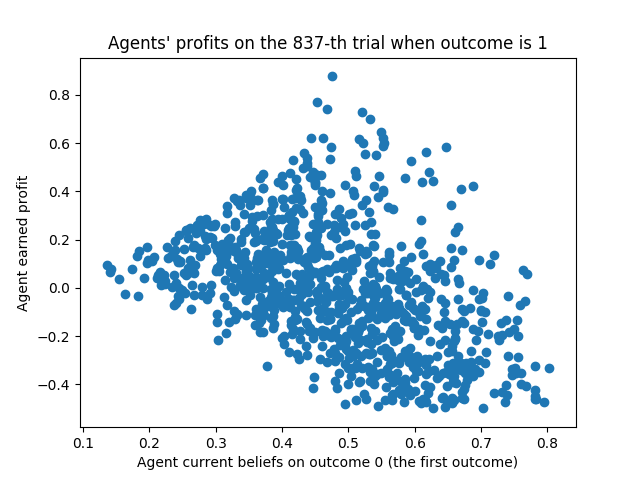 Agents' profits on the 837-th trial when outcome is 1
0.8
0.6
0.4
0.2
0.0
−0.2
−0.4
Agent earned profit
0.1 0.2 0.3 0.4 0.5 0.6 0.7 0.8
Agent current beliefs on outcome 0 (the first outcome)